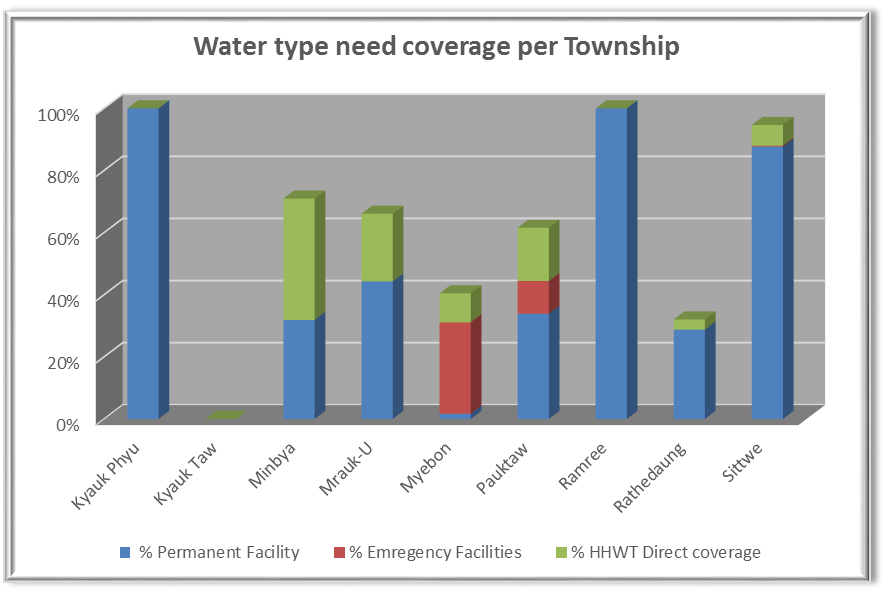 Water type need coverage per Township
100%
80%
60%
40%
20%
0%
Kyauk Phyu
Kyauk Taw
Minbya
Mrauk-U
Myebon
Pauktaw
Ramree
Rathedaung
Sittwe
% Permanent Facility % Emregency Facilities % HHWT Direct coverage